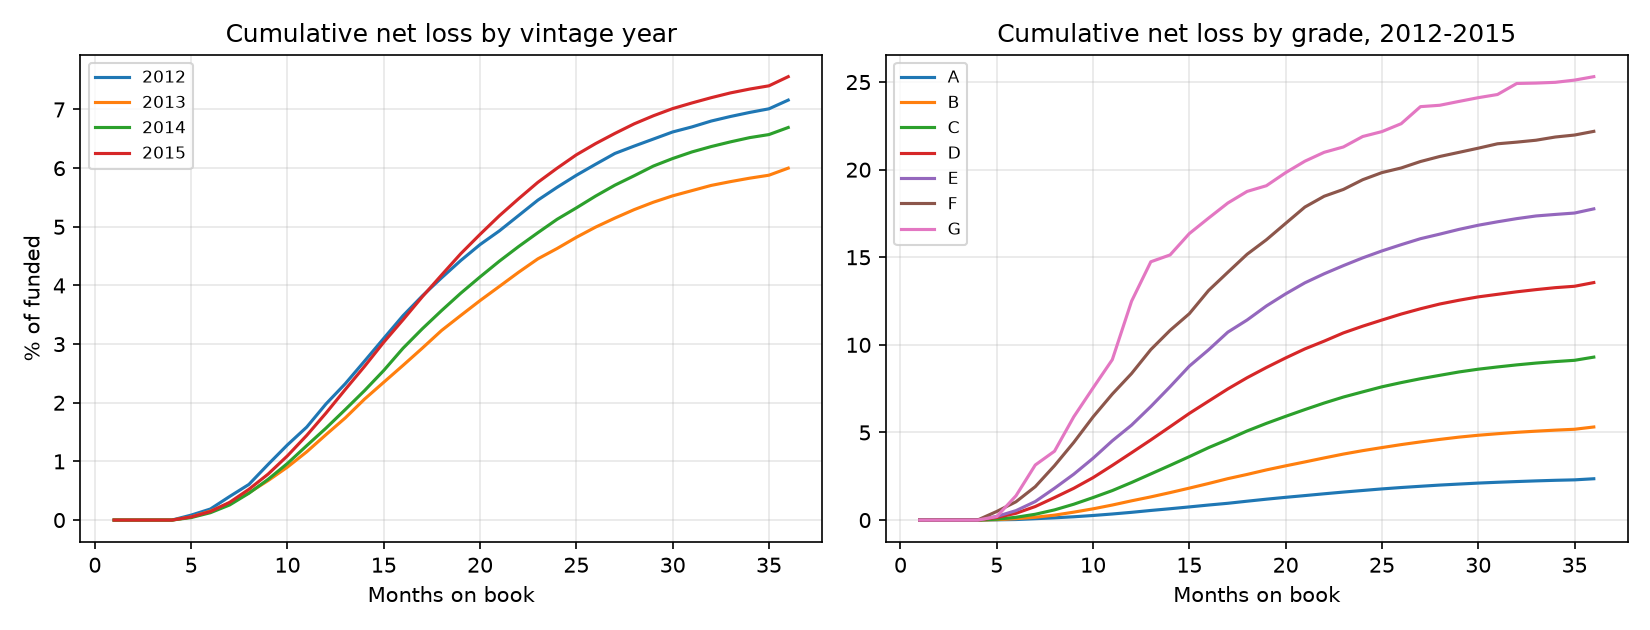 Cumulative net loss by vintage year
2012
2013
2014
2015
% of funded
7
6
5
4
3
2
1
0
0 5 10 15 20 25 30 35
Months on book
Cumulative net loss by grade, 2012-2015
A
B
C
D
E
F
G
25
20
15
10
5
0
0 5 10 15 20 25 30 35
Months on book